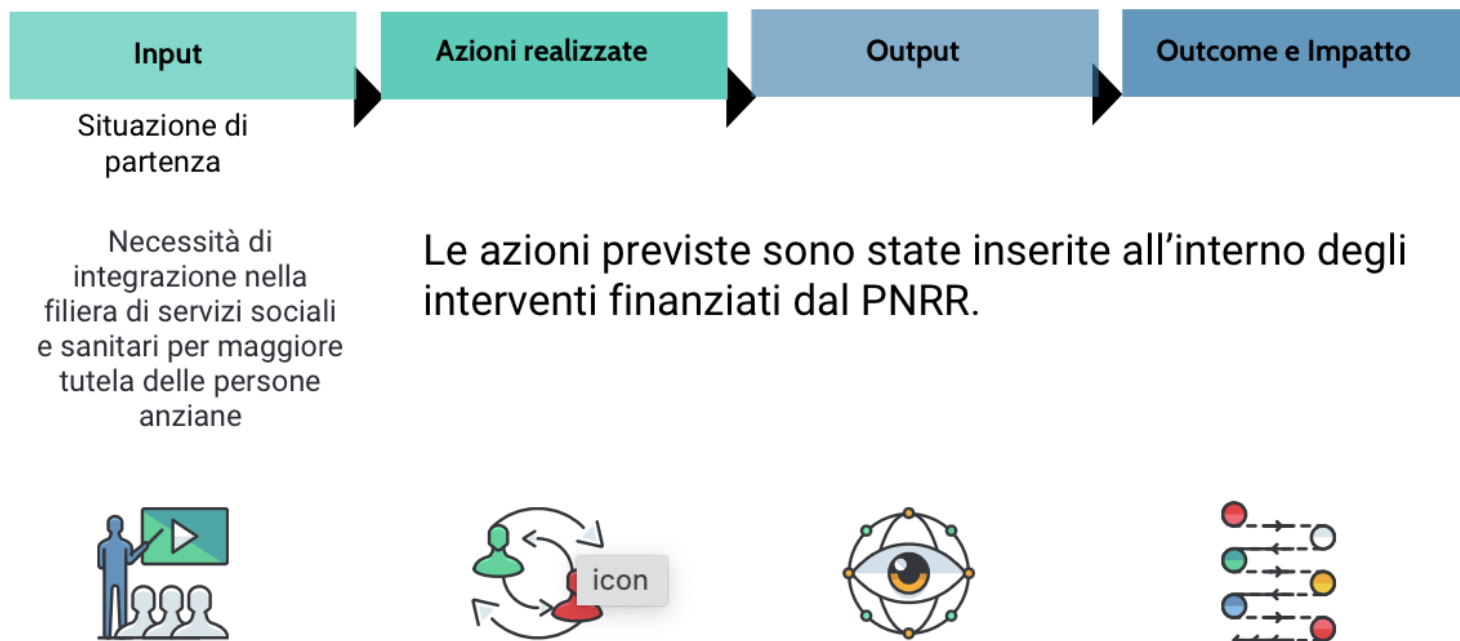 Input
Azioni realizzate
Output
Outcome e Impatto
Situazione di
partenza
Necessità di
integrazione nella
filiera di servizi sociali
e sanitari per maggiore
tutela delle persone
anziane
Le azioni previste sono state inserite all’interno degli
interventi finanziati dal PNRR.
icon